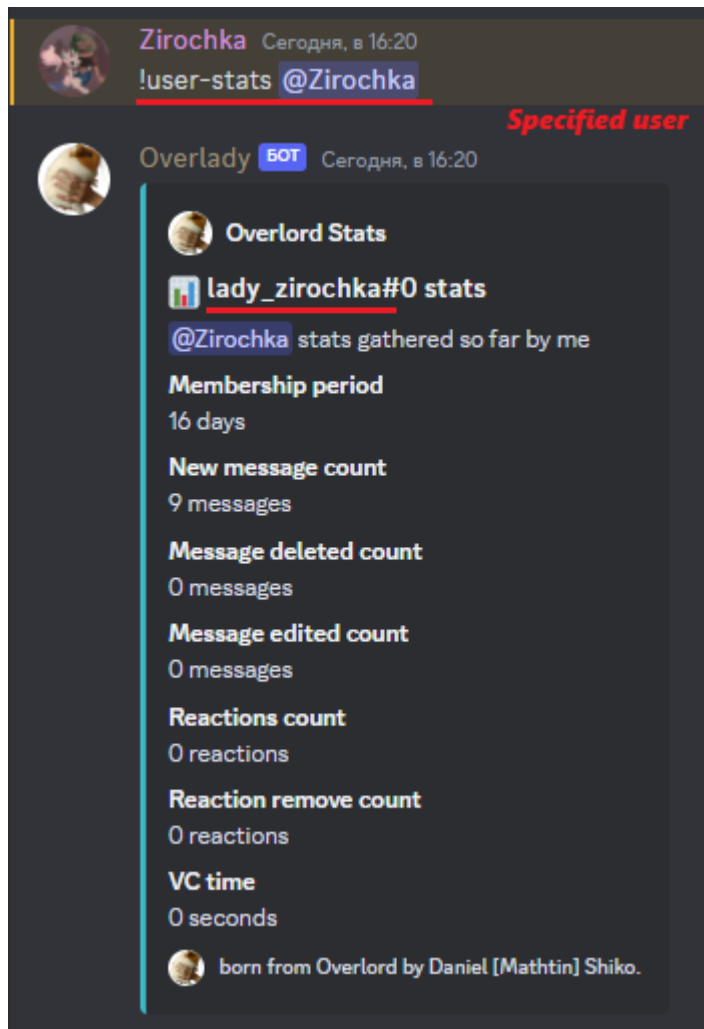 Zirochka Сегодня, в 16:20
!user-stats @Zirochka
Specified user
Overlady БОТ Сегодня, в 16:20
Overlord Stats
lady_zirochka#0 stats
@Zirochka stats gathered so far by me
Membership period
16 days
New message count
9 messages
Message deleted count
0 messages
Message edited count
0 messages
Reactions count
0 reactions
Reaction remove count
0 reactions
VC time
0 seconds
born from Overlord by Daniel [Mathtin] Shiko.